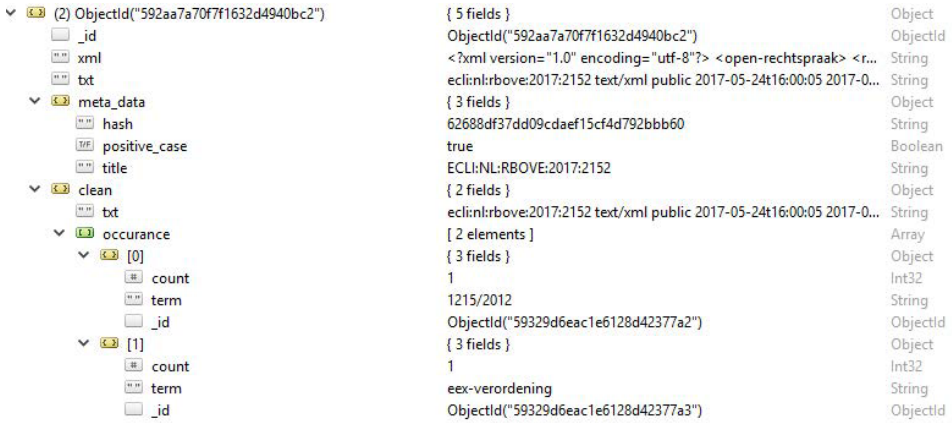 (2) ObjectId("592aa7a70f7f1632d4940bc2") { 5 fields } Object
_id ObjectId("592aa7a70f7f1632d4940bc2") ObjectId
"" xml <?xml version="1.0" encoding="utf-8"?> <open-rechtspraak> <r... String
"" txt ecli:nl:rbove:2017:2152 text/xml public 2017-05-24t16:00:05 2017-0... String
meta_data { 3 fields } Object
"" hash 62688df37dd09cdaef15cf4d792bbb60 String
T/F positive_case true Boolean
"" title ECLI:NL:RBOVE:2017:2152 String
clean { 2 fields } Object
"" txt ecli:nl:rbove:2017:2152 text/xml public 2017-05-24t16:00:05 2017-0... String
occurance [ 2 elements ] Array
[0] { 3 fields } Object
# count 1 Int32
"" term 1215/2012 String
_id ObjectId("59329d6eac1e6128d42377a2") ObjectId
[1] { 3 fields } Object
# count 1 Int32
"" term eex-verordening String
_id ObjectId("59329d6eac1e6128d42377a3") ObjectId